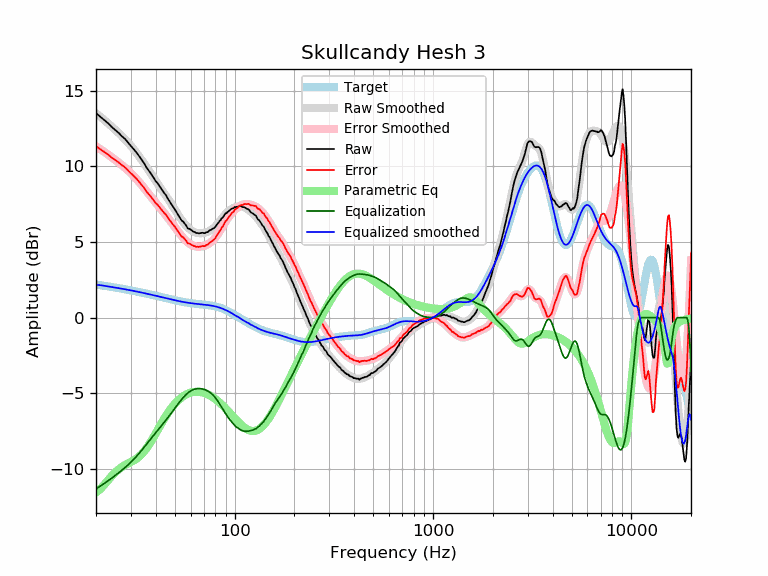 Skullcandy Hesh 3
Target
Raw Smoothed
Error Smoothed
Raw
Error
Parametric Eq
Equalization
Equalized smoothed
15
10
5
0
−5
−10
Amplitude (dBr)
100
1000
10000
Frequency (Hz)